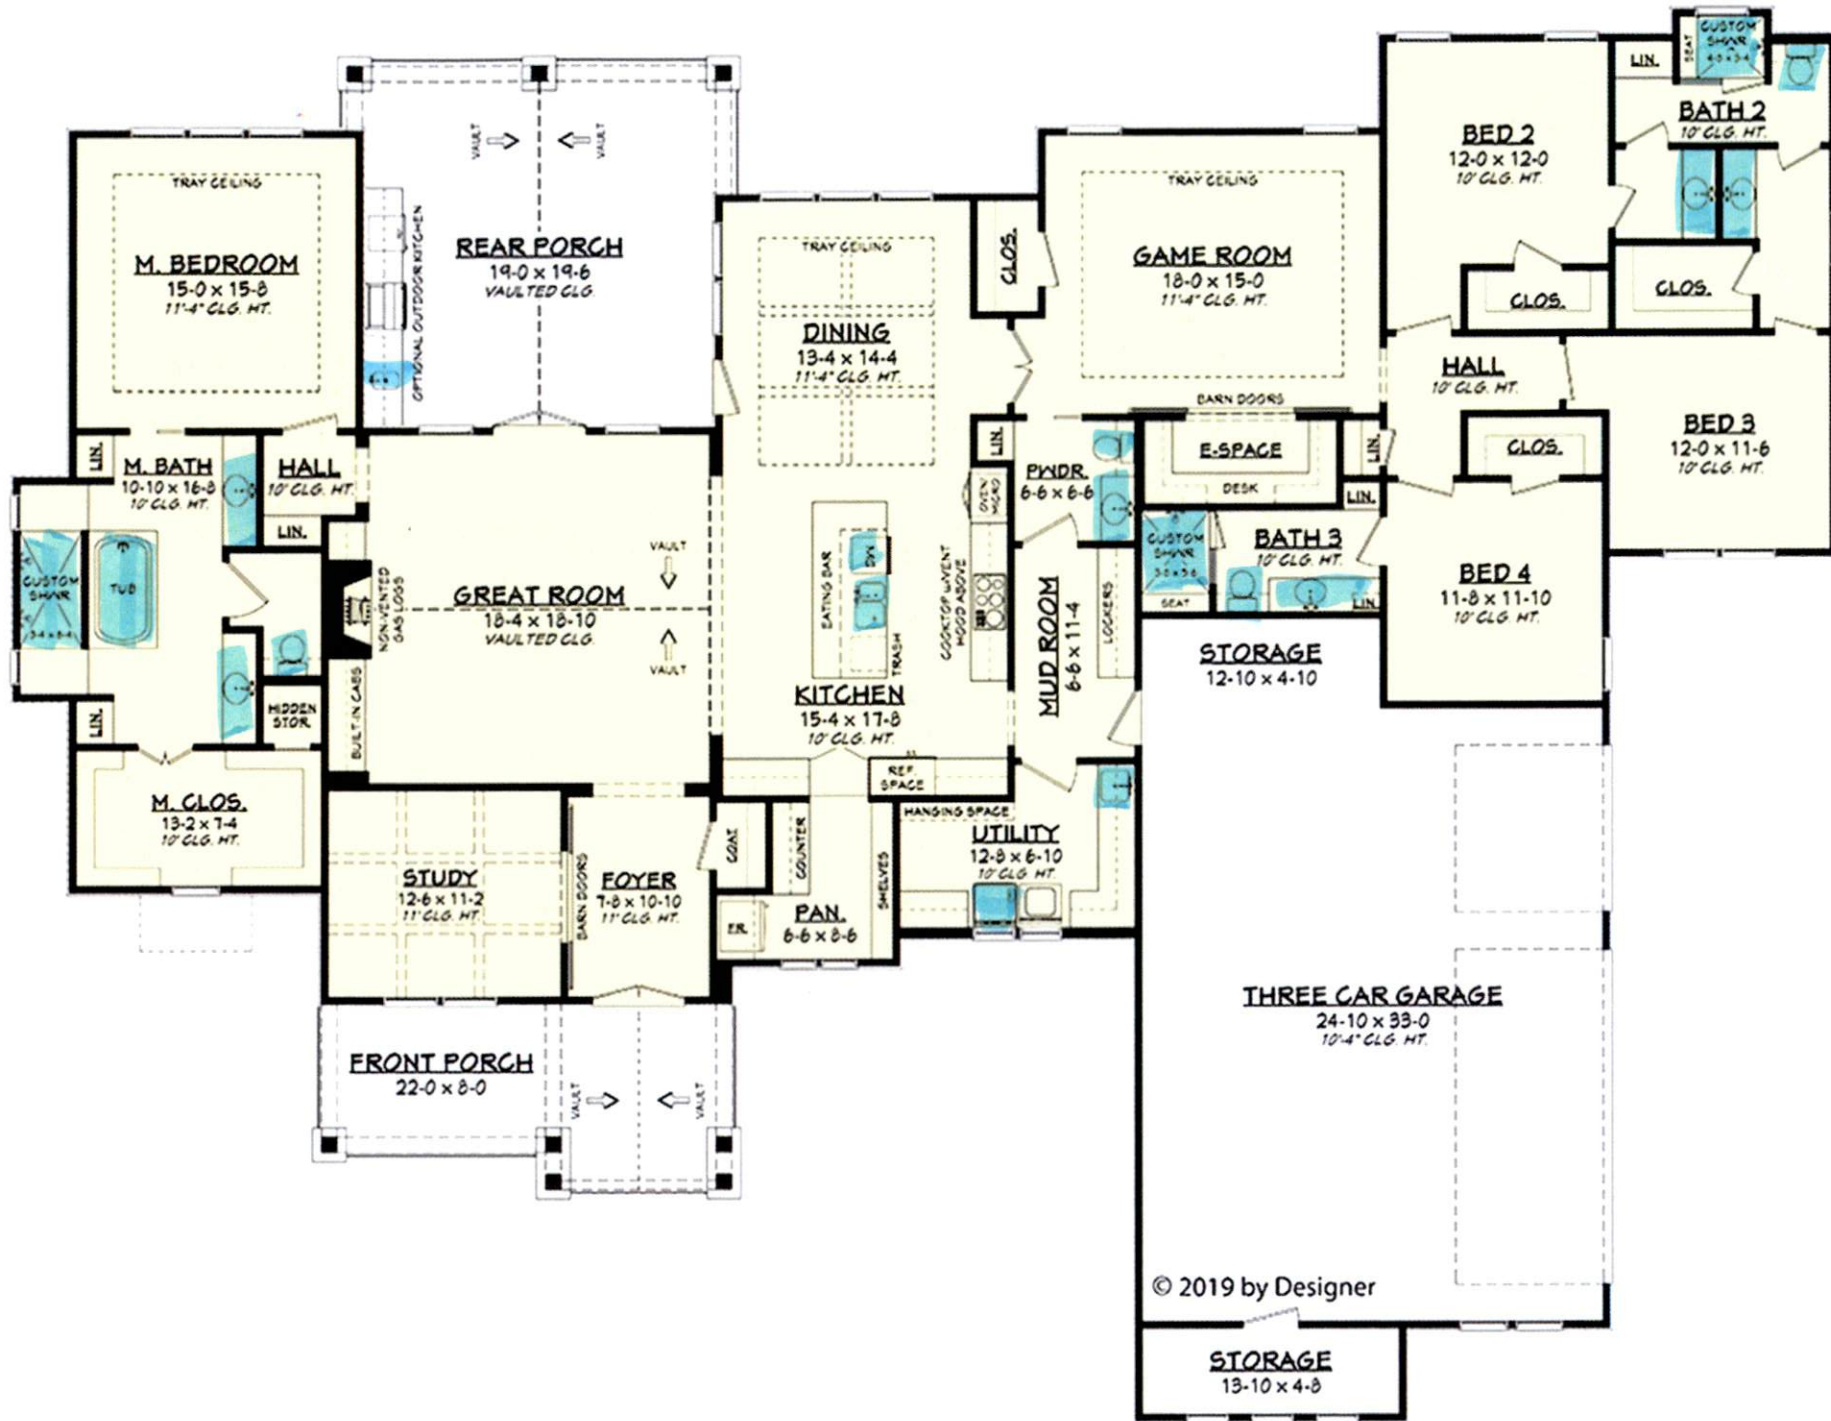 CUSTOM
SHWR
SEAT
LIN.
BATH 2
10' CLG. HT.
BED 2
12-0 x 12-0
10' CLG. HT.
VAULT
VAULT
TRAY CEILING
M. BEDROOM
15-0 x 15-8
11'-4" CLG. HT.
REAR PORCH
19-0 x 19-6
VAULTED CLG.
OPTIONAL OUTDOOR KITCHEN
TRAY CEILING
DINING
13-4 x 14-4
11'-4" CLG. HT.
CLOS.
TRAY CEILING
GAME ROOM
18-0 x 15-0
11'-4" CLG. HT.
BARN DOORS
CLOS.
CLOS.
HALL
10' CLG. HT.
BED 3
12-0 x 11-6
10' CLG. HT.
LIN.
M. BATH
10-10 x 16-8
10' CLG. HT.
HALL
10' CLG. HT.
LIN.
LIN.
PWDR.
6-6 x 6-6
E-SPACE
DESK
LIN.
CLOS.
LIN.
OVEN/
MICRO
CUSTOM
SHWR
TUB
NON-VENTED
GAS LOGS
GREAT ROOM
18-4 x 18-10
VAULTED CLG.
VAULT
VAULT
EATING BAR
TRASH
COOKTOP W/VENT
HOOD ABOVE
MUD ROOM
6-6 x 11-4
LOCKERS
CUSTOM
SHWR
SEAT
BATH 3
10' CLG. HT.
LIN.
BED 4
11-8 x 11-10
10' CLG. HT.
STORAGE
12-10 x 4-10
KITCHEN
15-4 x 17-8
10' CLG. HT.
LIN.
HIDDEN
STOR.
BUILT-IN CABS
REF.
SPACE
M. CLOS.
13-2 x 7-4
10' CLG. HT.
STUDY
12-6 x 11-2
11' CLG. HT.
BARN DOORS
FOYER
7-8 x 10-10
11' CLG. HT.
COAT
COUNTER
SHELVES
FR.
PAN.
6-6 x 8-6
HANGING SPACE
UTILITY
12-8 x 6-10
10' CLG. HT.
THREE CAR GARAGE
24-10 x 33-0
10'-4" CLG. HT.
FRONT PORCH
22-0 x 8-0
VAULT
VAULT
© 2019 by Designer
STORAGE
13-10 x 4-8